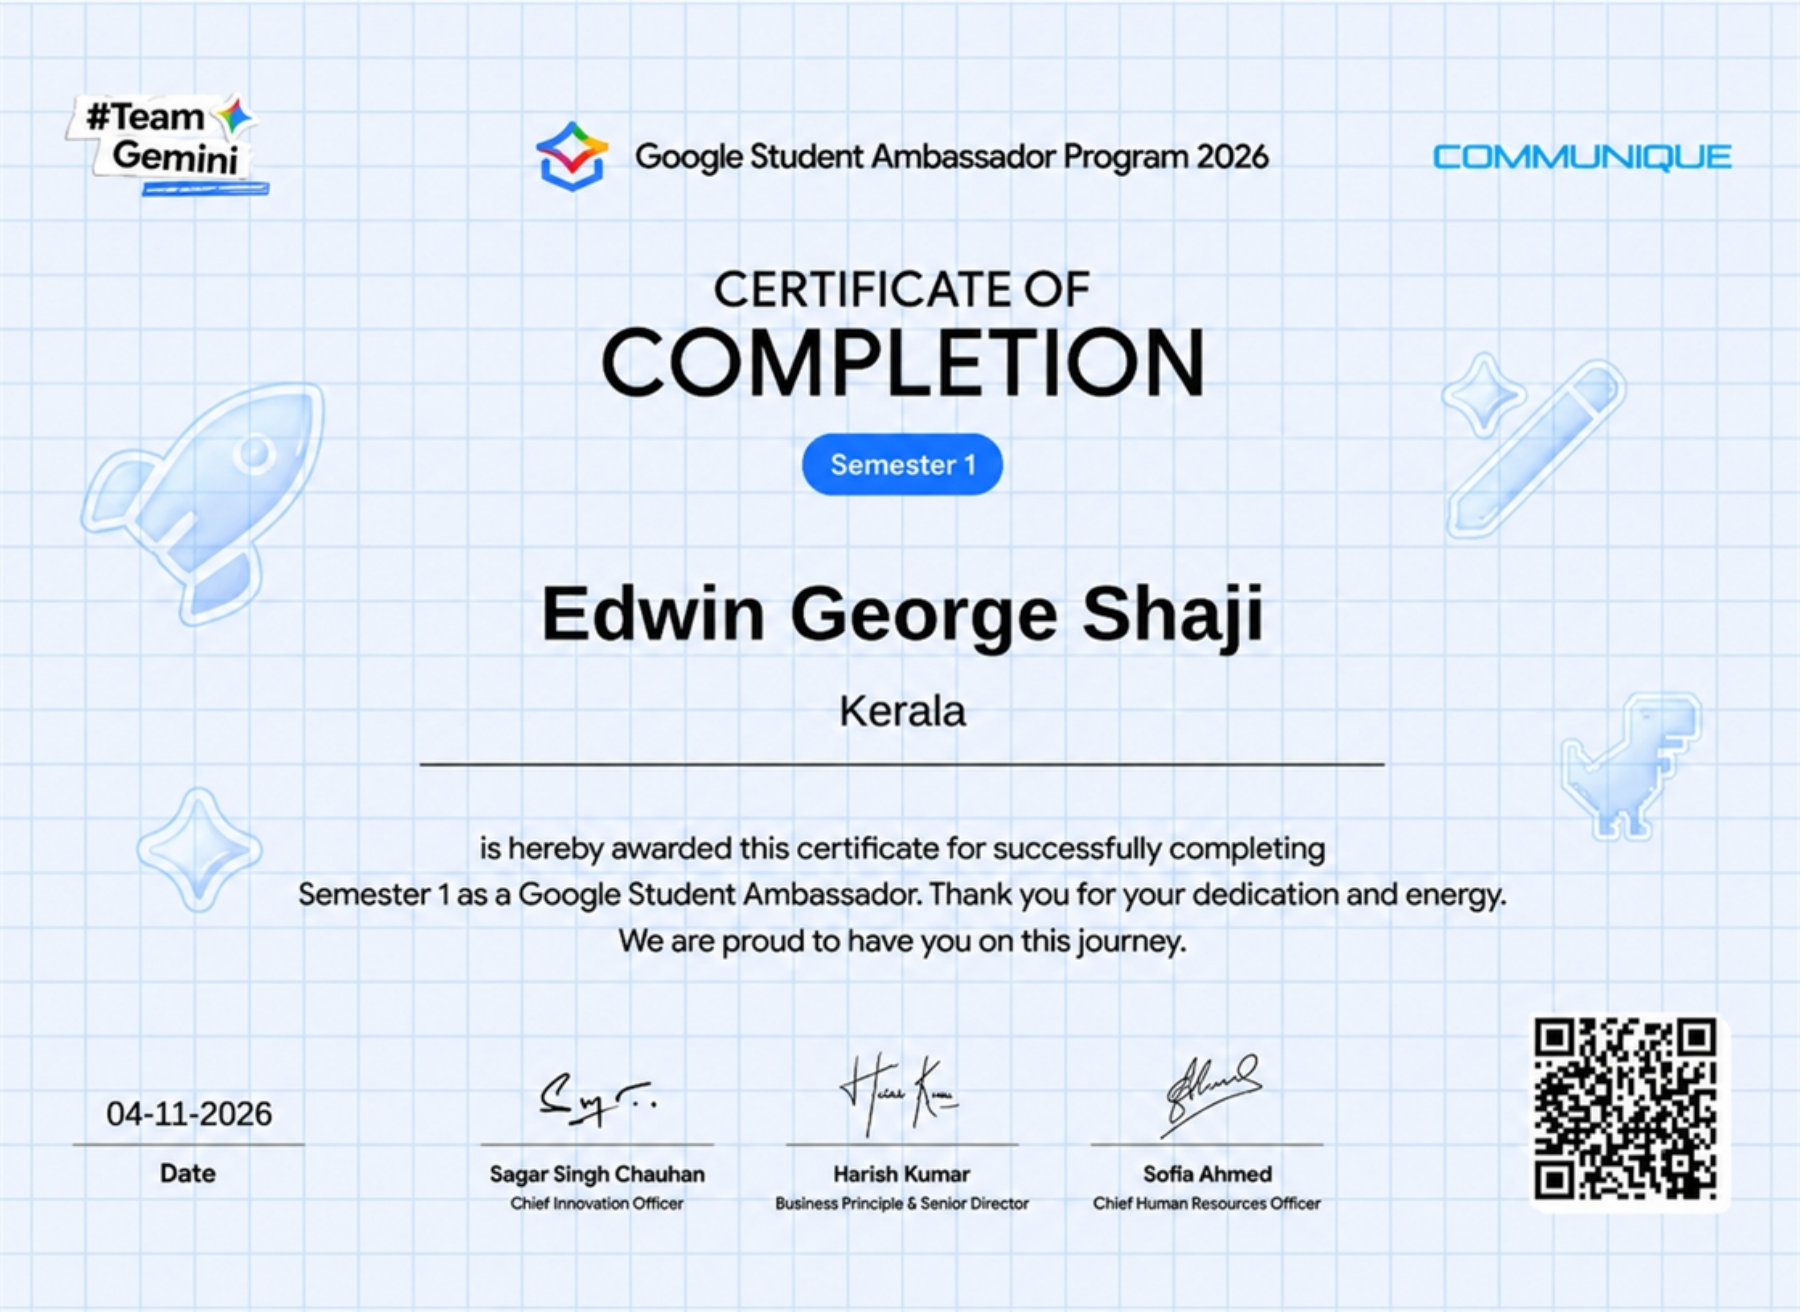 #Team
Gemini
Google Student Ambassador Program 2026
COMMUNIQUE
CERTIFICATE OF
COMPLETION
Semester 1
Edwin George Shaji
Kerala
is hereby awarded this certificate for successfully completing
Semester 1 as a Google Student Ambassador. Thank you for your dedication and energy.
We are proud to have you on this journey.
04-11-2026
Date
Sagar Singh Chauhan
Chief Innovation Officer
Harish Kumar
Business Principle & Senior Director
Sofia Ahmed
Chief Human Resources Officer